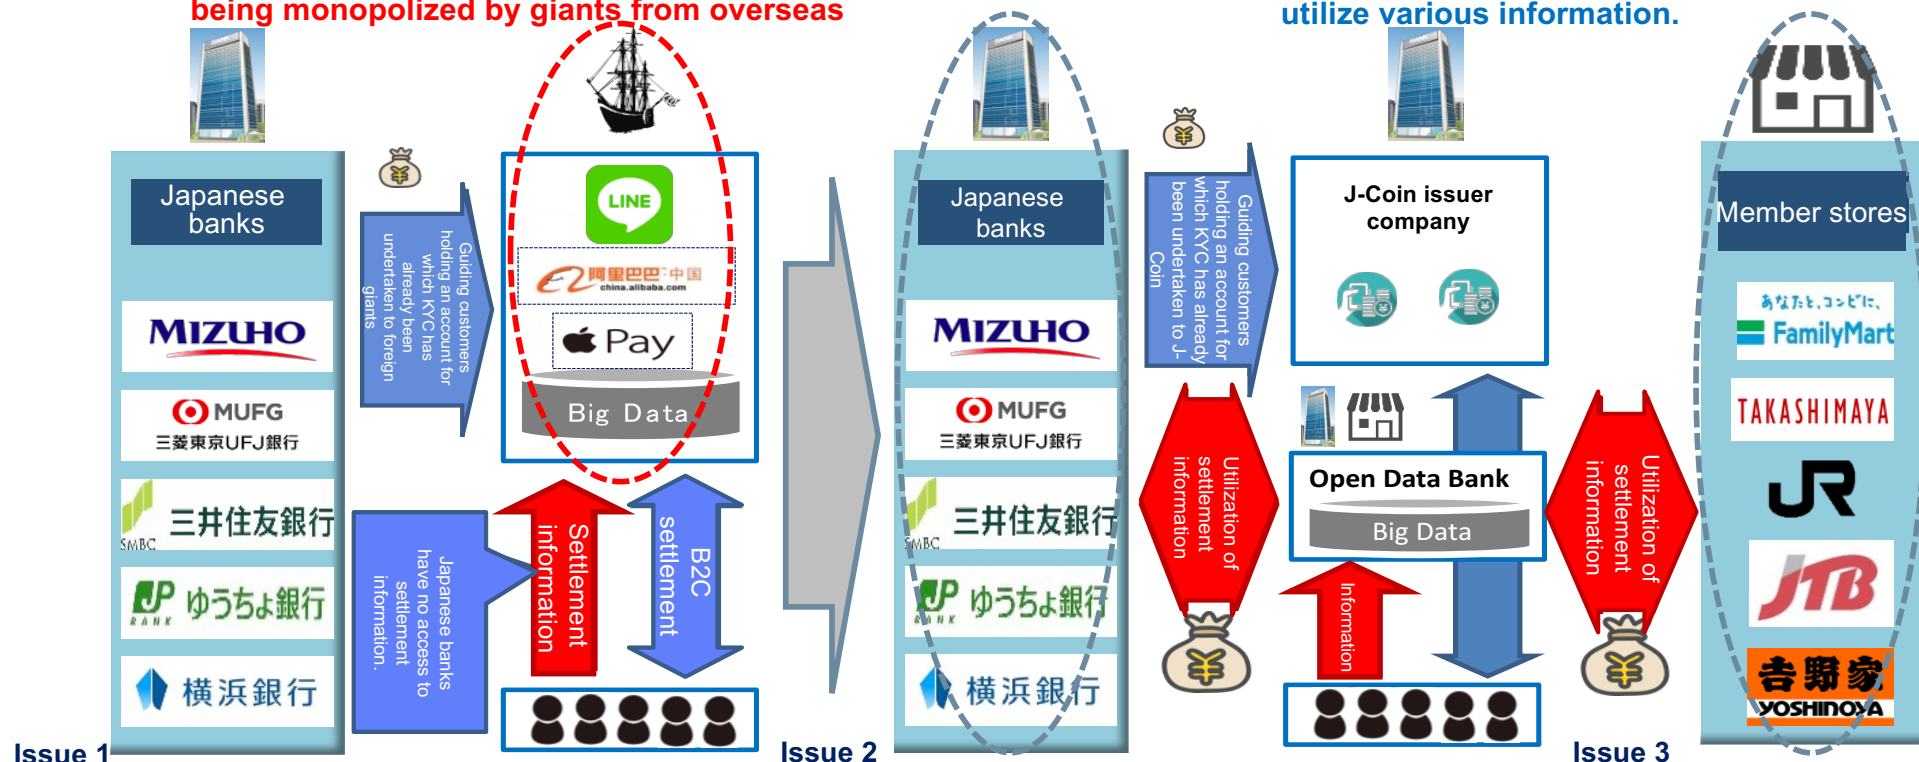 being monopolized by giants from overseas
utilize various information.
Japanese
banks
MIZUHO
MUFG
三菱東京UFJ銀行
SMBC
三井住友銀行
JP
BANK
ゆうちょ銀行
横浜銀行
Guiding customers
holding an account for
which KYC has
already been
undertaken to foreign
giants
LINE
阿里巴巴 中国
china.alibaba.com
Pay
Big Data
Japanese banks
have no access to
settlement
information.
Settlement
information
B2C
settlement
Japanese
banks
MIZUHO
MUFG
三菱東京UFJ銀行
SMBC
三井住友銀行
JP
BANK
ゆうちょ銀行
横浜銀行
Guiding customers
holding an account for
which KYC has already
been undertaken to J-
Coin
J-Coin issuer
company
Utilization of
settlement
information
Open Data Bank
Big Data
Information
Utilization of
settlement
information
Member stores
あなたと、コンビに、
FamilyMart
TAKASHIMAYA
JR
JTB
吉野家
YOSHINOYA
Issue 1
Issue 2
Issue 3